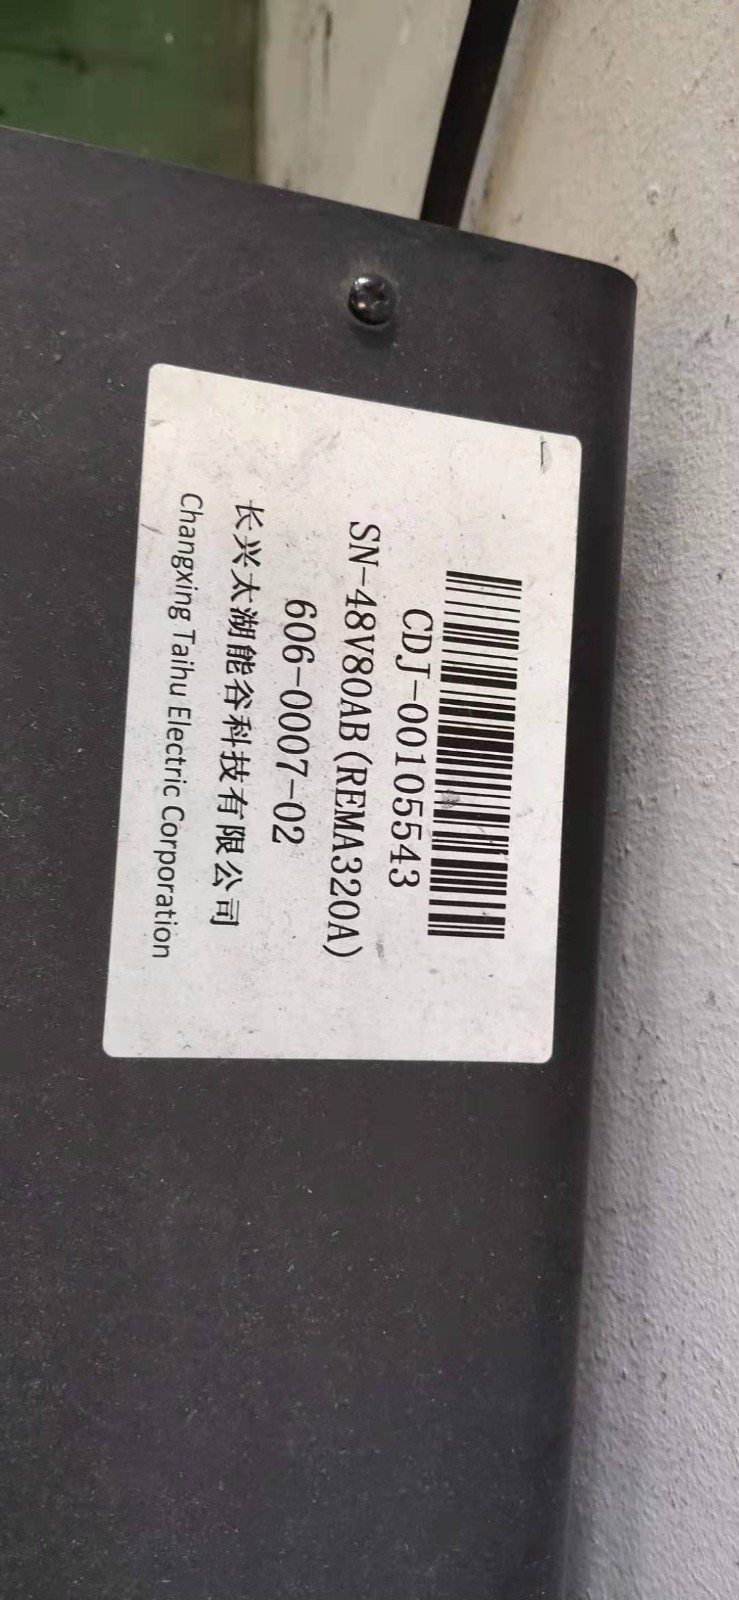 CDJ-00105543
SN-48V80AB(REMA320A)
606-0007-02
长兴太湖能谷科技有限公司
Changxing Taihu Electric Corporation